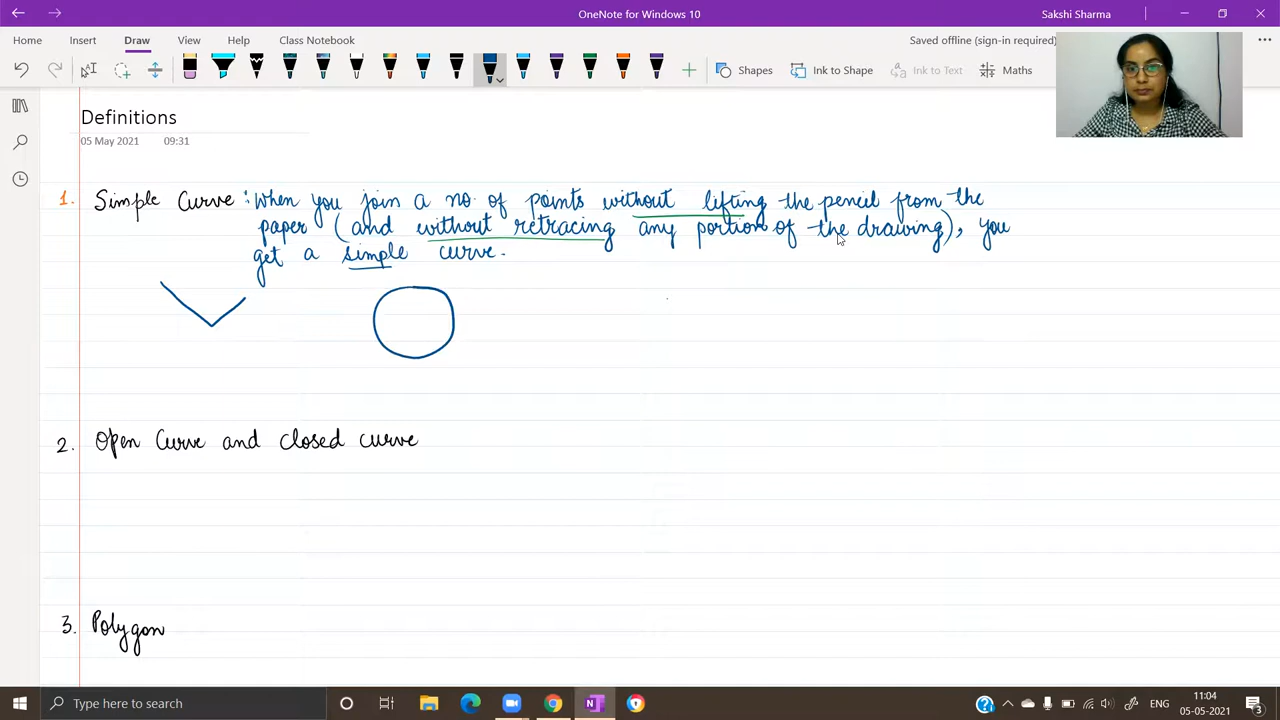 OneNote for Windows 10
Sakshi Sharma
Home Insert Draw View Help Class Notebook
Saved offline (sign-in required)
Shapes Ink to Shape Ink to Text Maths
Definitions
05 May 2021 09:31
1. Simple Curve : When you join a no. of points without lifting the pencil from the
paper (and without retracing any portion of the drawing), you
get a simple curve.
2. Open Curve and closed curve
3. Polygon
Type here to search
ENG
11:04
05-05-2021
3